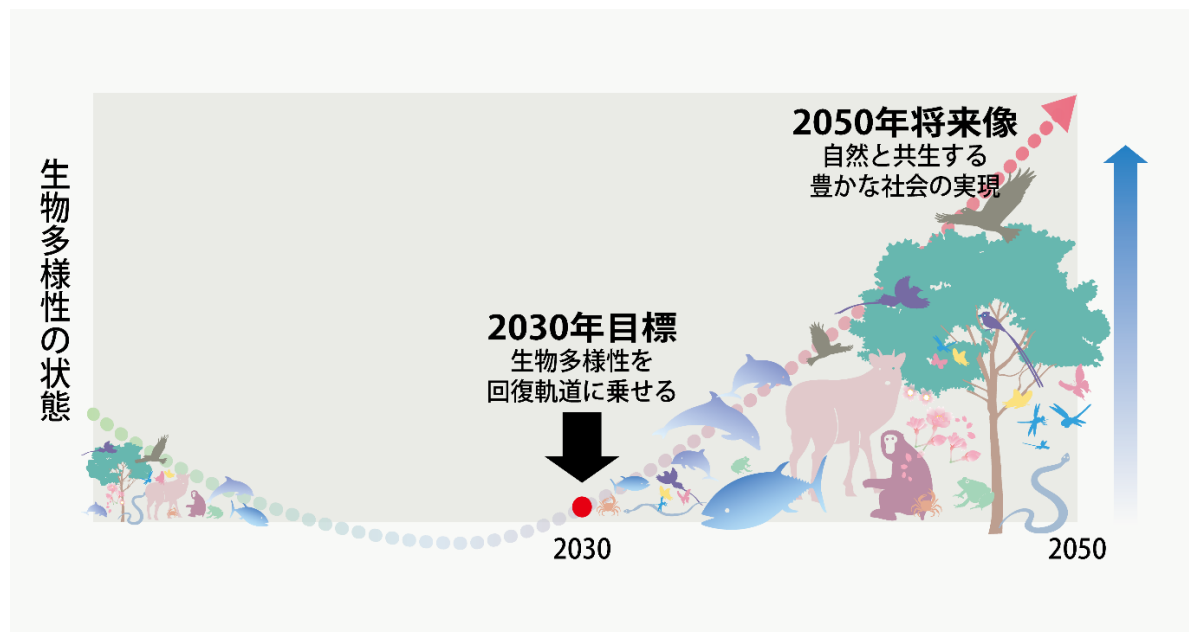 生物多様性の状態
2050年将来像
自然と共生する
豊かな社会の実現
2030年目標
生物多様性を
回復軌道に乗せる
2030
2050